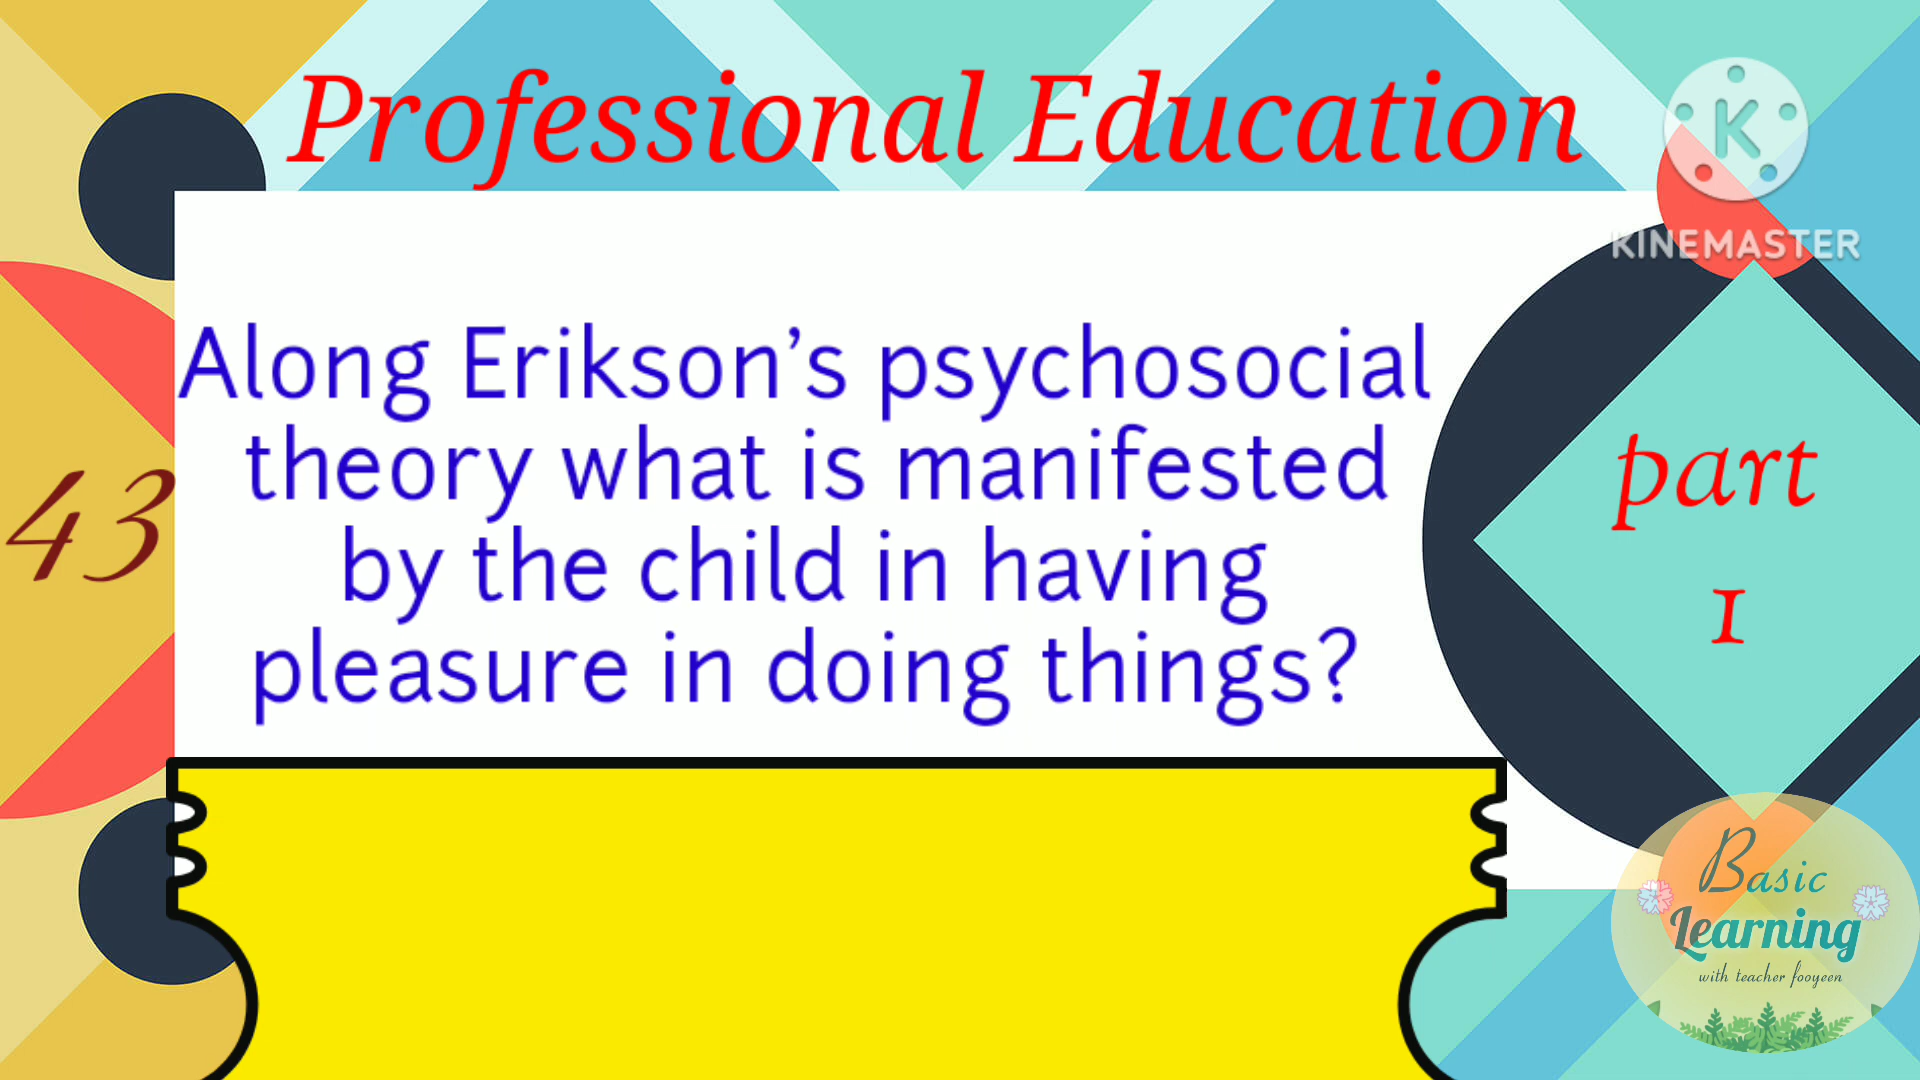 Professional Education
K
KINEMASTER
Along Erikson’s psychosocial
theory what is manifested
by the child in having
pleasure in doing things?
43
part
1
Basic
Learning
with teacher fooyeen